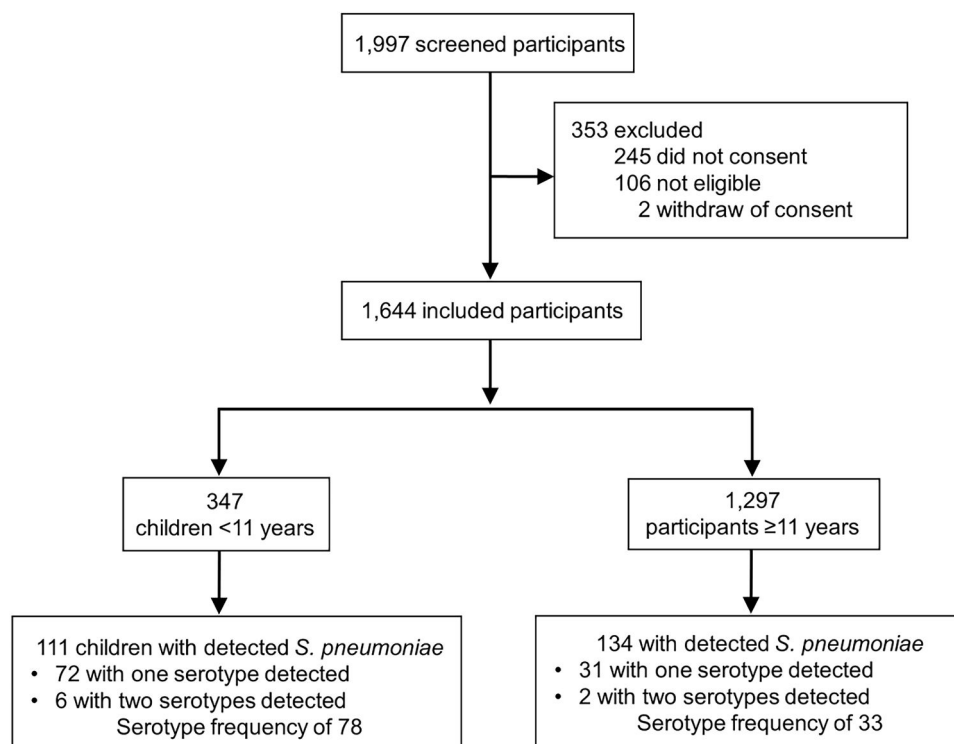 1,997 screened participants
353 excluded
245 did not consent
106 not eligible
2 withdraw of consent
1,644 included participants
347
children <11 years
1,297
participants ≥11 years
111 children with detected S. pneumoniae
• 72 with one serotype detected
• 6 with two serotypes detected
Serotype frequency of 78
134 with detected S. pneumoniae
• 31 with one serotype detected
• 2 with two serotypes detected
Serotype frequency of 33